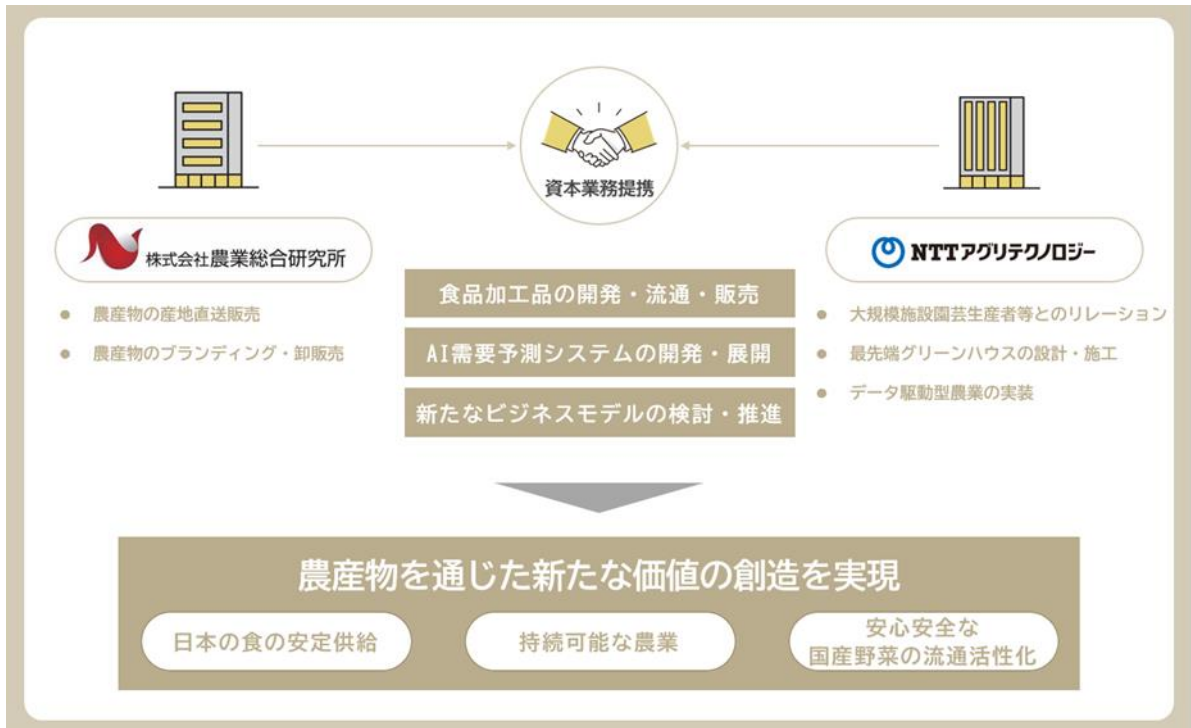 資本業務提携
株式会社農業総合研究所
● 農産物の産地直送販売
● 農産物のブランディング・卸販売
食品加工品の開発・流通・販売
AI需要予測システムの開発・展開
新たなビジネスモデルの検討・推進
NTTアグリテクノロジー
● 大規模施設園芸生産者等とのリレーション
● 最先端グリーンハウスの設計・施工
● データ駆動型農業の実装
農産物を通じた新たな価値の創造を実現
日本の食の安定供給
持続可能な農業
安心安全な
国産野菜の流通活性化